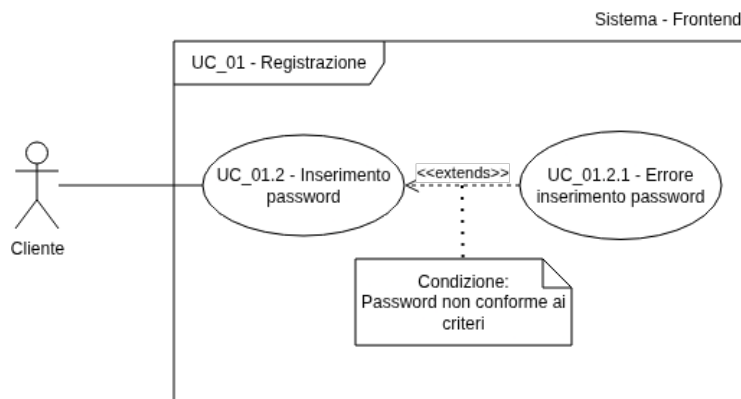 Sistema - Frontend
UC_01 - Registrazione
UC_01.2 - Inserimento
password
<<extends>>
UC_01.2.1 - Errore
inserimento password
Cliente
Condizione:
Password non conforme ai
criteri